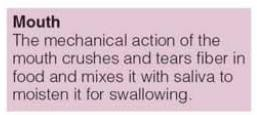 Mouth
The mechanical action of the
mouth crushes and tears fiber in
food and mixes it with saliva to
moisten it for swallowing.